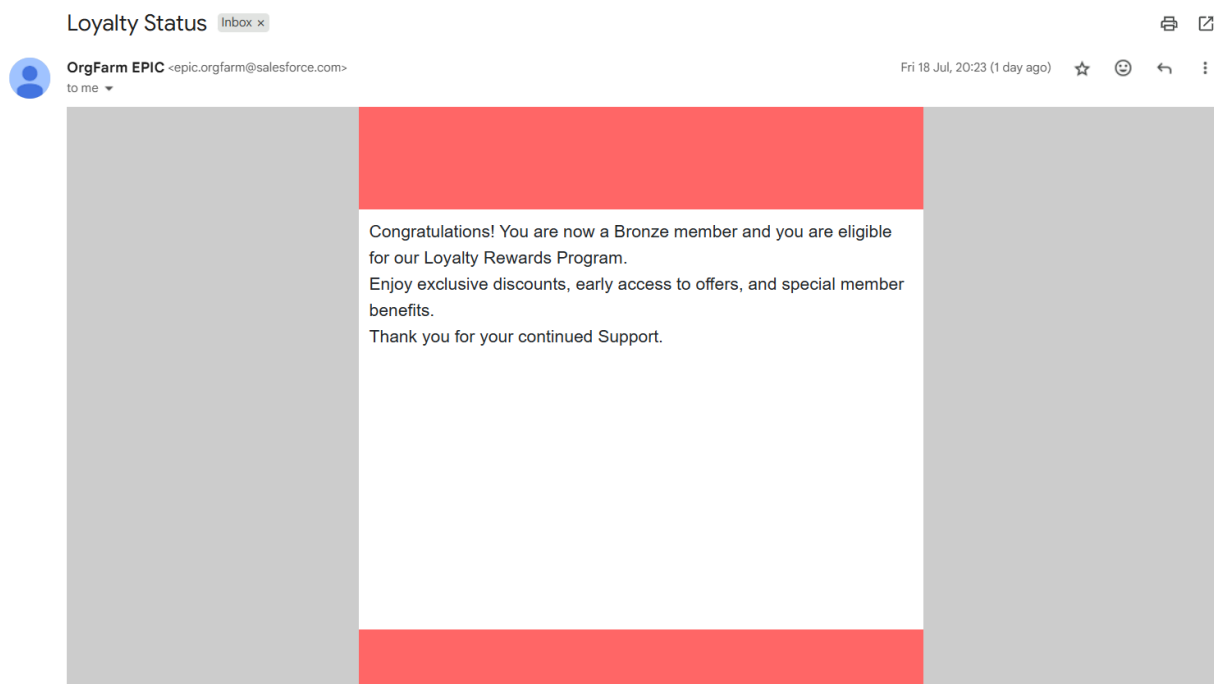 Loyalty Status Inbox ×
OrgFarm EPIC <epic.orgfarm@salesforce.com> Fri 18 Jul, 20:23 (1 day ago)
to me
Congratulations! You are now a Bronze member and you are eligible
for our Loyalty Rewards Program.
Enjoy exclusive discounts, early access to offers, and special member
benefits.
Thank you for your continued Support.